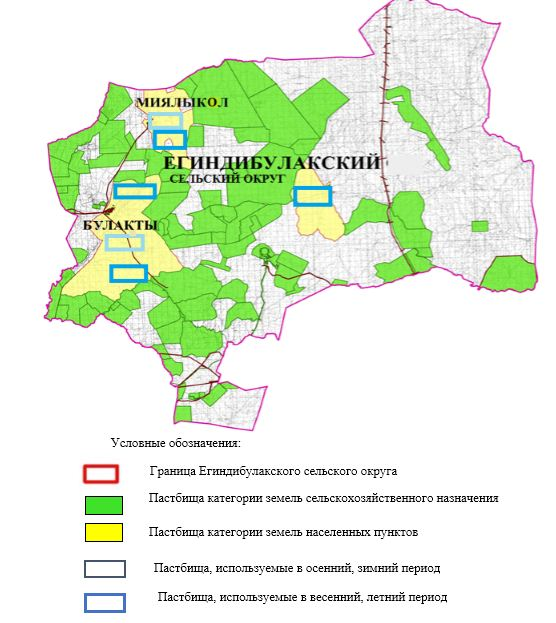 МИЯЛЫКОЛ
ЕГИНДИБУЛАКСКИЙ
СЕЛЬСКИЙ ОКРУГ
БУЛАКТЫ
Условные обозначения:
Граница Егиндибулакского сельского округа
Пастбища категории земель сельскохозяйственного назначения
Пастбища категории земель населенных пунктов
Пастбища, используемые в осенний, зимний период
Пастбища, используемые в весенний, летний период